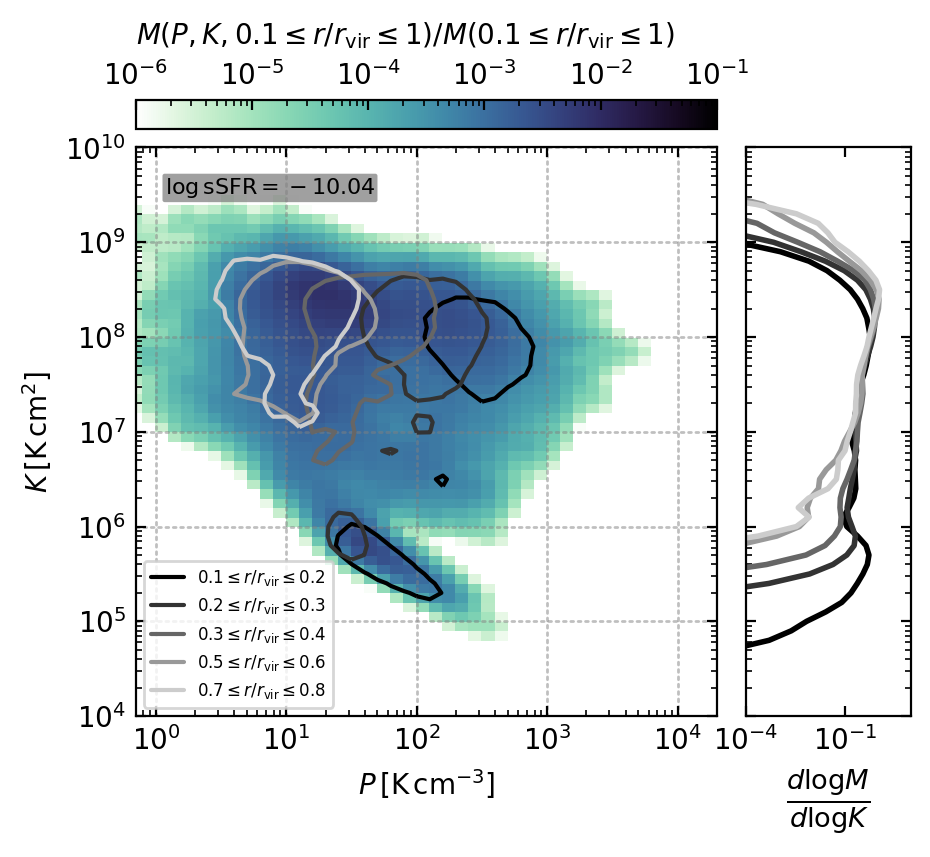 M(P, K, 0.1 ≤ r/r_vir ≤ 1)/M(0.1 ≤ r/r_vir ≤ 1)
10^−6 10^−5 10^−4 10^−3 10^−2 10^−1
log sSFR = −10.04
10^10
10^9
10^8
10^7
10^6
10^5
10^4
K [K cm^2]
0.1 ≤ r/r_vir ≤ 0.2
0.2 ≤ r/r_vir ≤ 0.3
0.3 ≤ r/r_vir ≤ 0.4
0.5 ≤ r/r_vir ≤ 0.6
0.7 ≤ r/r_vir ≤ 0.8
10^0 10^1 10^2 10^3 10^4
P [K cm^−3]
10^−4 10^−1
dlogM
dlogK